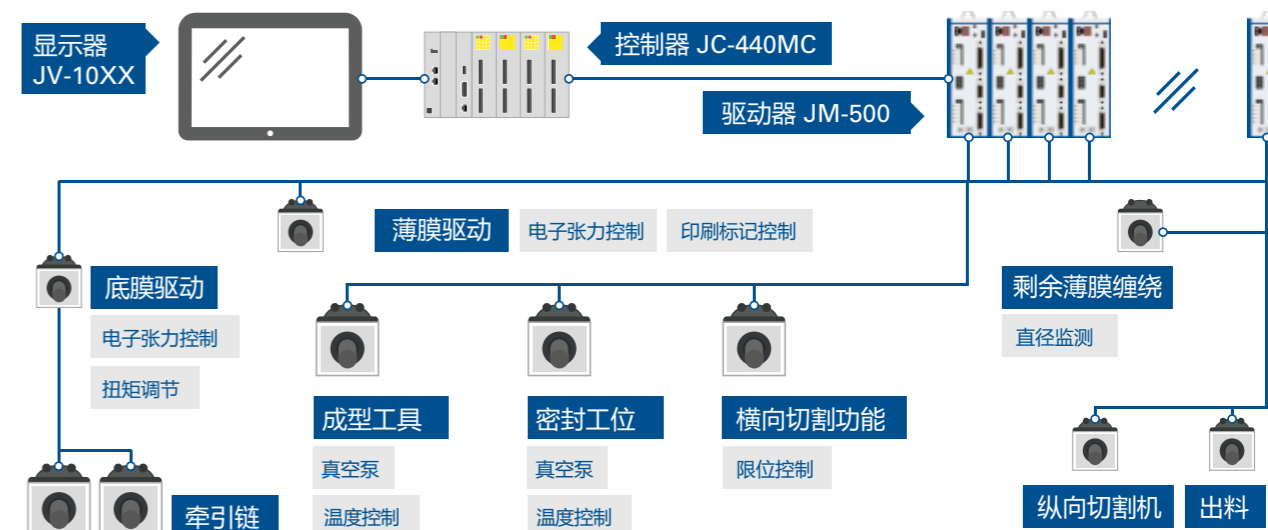 显示器
JV-10XX
控制器 JC-440MC
驱动器 JM-500
薄膜驱动
电子张力控制
印刷标记控制
底膜驱动
电子张力控制
扭矩调节
剩余薄膜缠绕
直径监测
成型工具
真空泵
温度控制
密封工位
真空泵
温度控制
横向切割功能
限位控制
牵引链
纵向切割机
出料